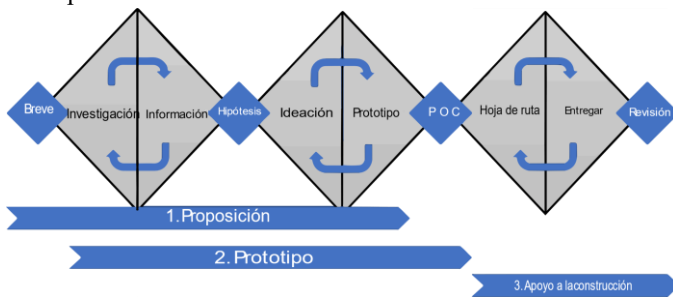 Breve
Investigación
Información
Hipótesis
Ideación
Prototipo
P O C
Hoja de ruta
Entregar
Revisión
1. Proposición
2. Prototipo
3. Apoyo a laconstrucción